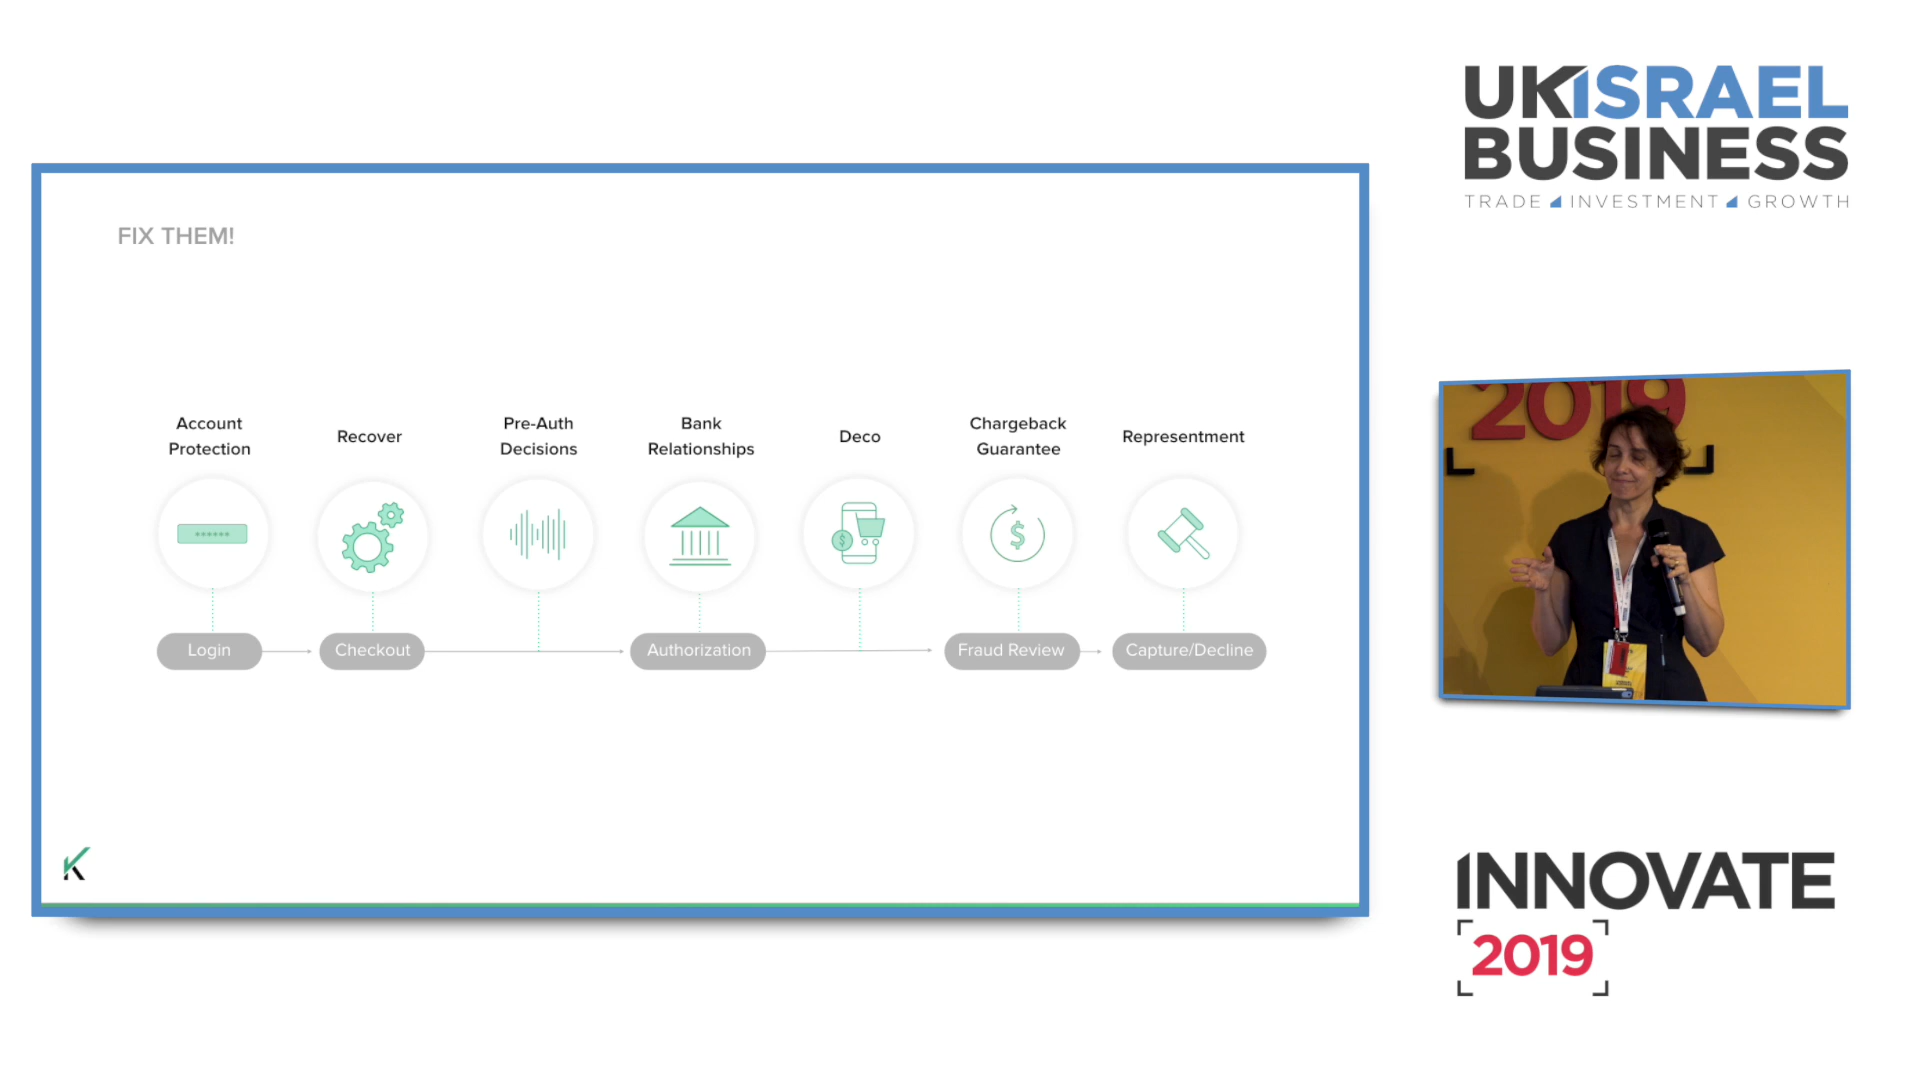 UKISRAEL
BUSINESS
TRADE INVESTMENT GROWTH
FIX THEM!
Account
Protection
Recover
Pre-Auth
Decisions
Bank
Relationships
Deco
Chargeback
Guarantee
Representment
$
$
Login
Checkout
Authorization
Fraud Review
Capture/Decline
K
2019
INNOVATE
2019